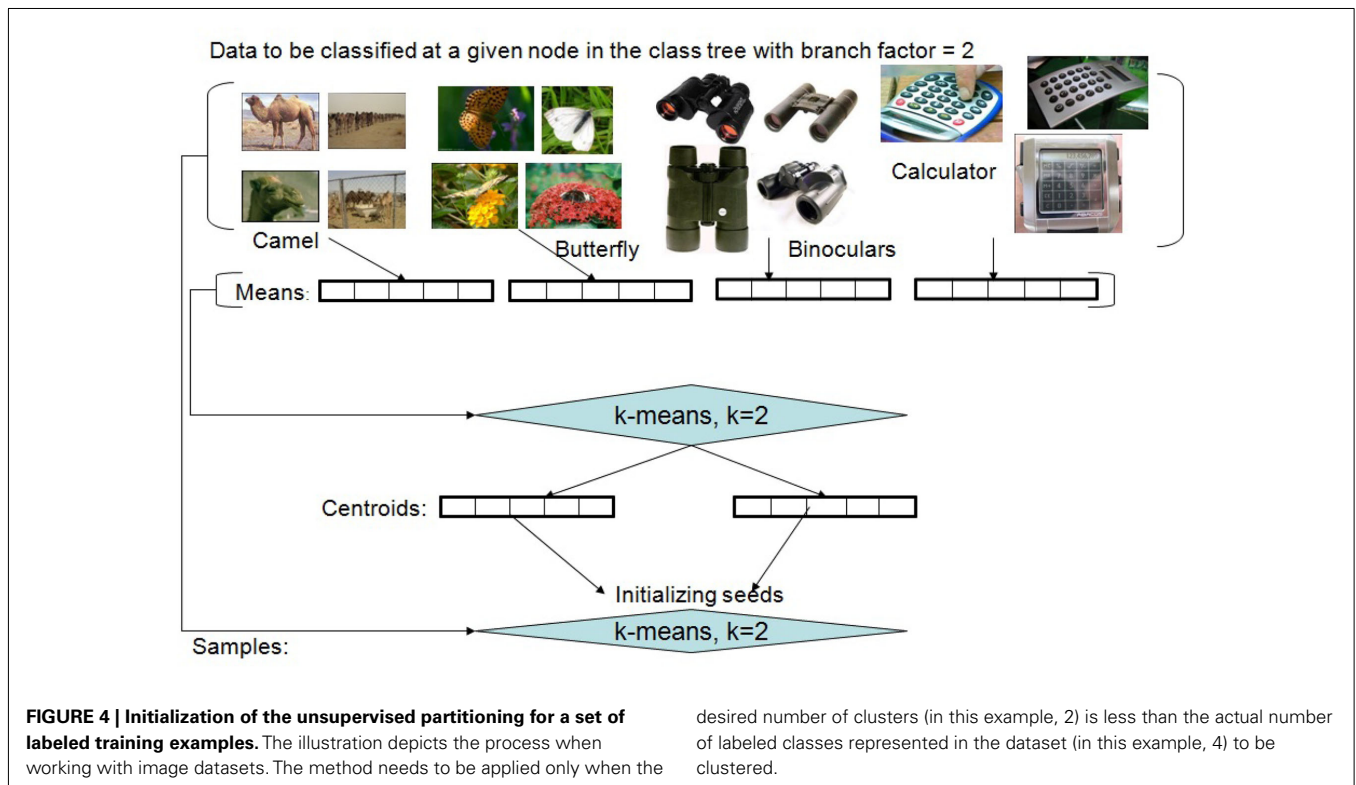 Data to be classified at a given node in the class tree with branch factor = 2
Calculator
Camel
Butterfly
Binoculars
Means:
k-means, k=2
Centroids:
Initializing seeds
k-means, k=2
Samples:
FIGURE 4 | Initialization of the unsupervised partitioning for a set of
labeled training examples. The illustration depicts the process when
working with image datasets. The method needs to be applied only when the
desired number of clusters (in this example, 2) is less than the actual number
of labeled classes represented in the dataset (in this example, 4) to be
clustered.